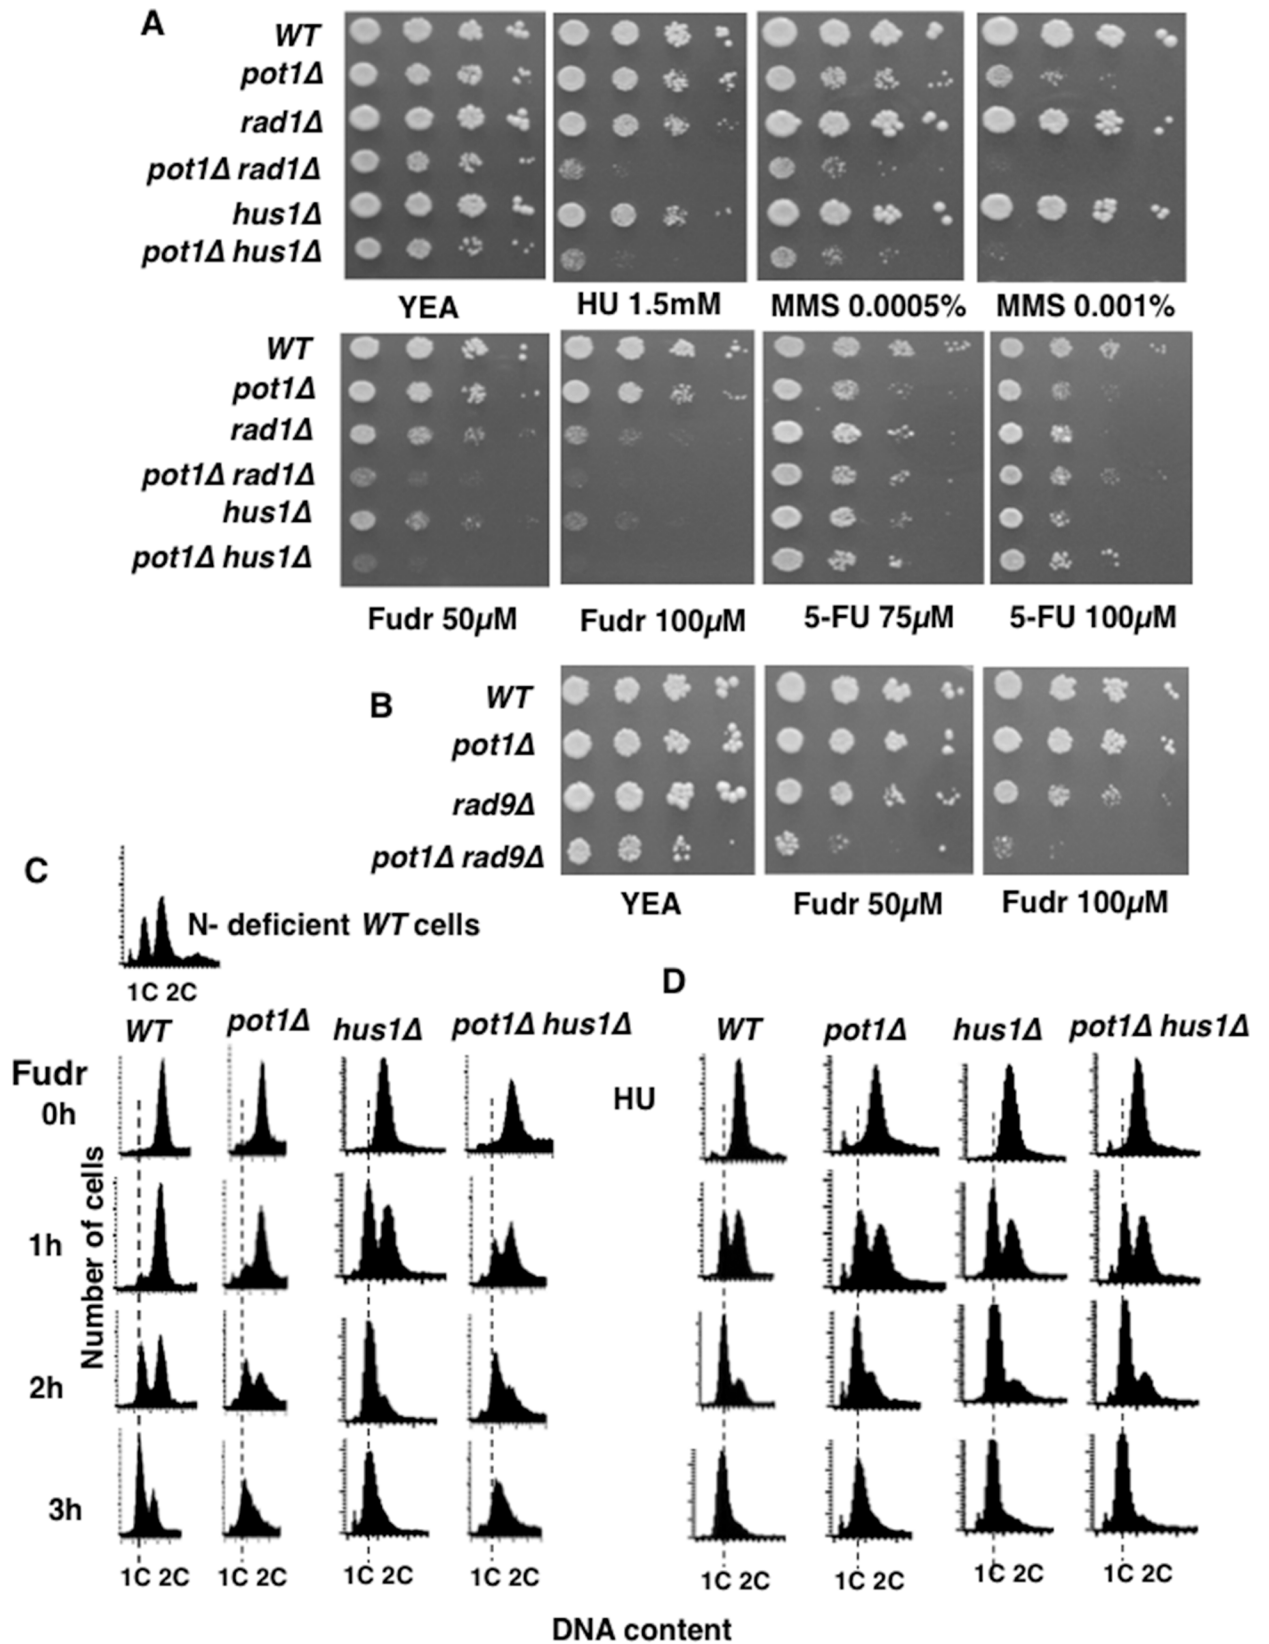 A
WT
pot1Δ
rad1Δ
pot1Δ rad1Δ
hus1Δ
pot1Δ hus1Δ
YEA
HU 1.5mM
MMS 0.0005%
MMS 0.001%
WT
pot1Δ
rad1Δ
pot1Δ rad1Δ
hus1Δ
pot1Δ hus1Δ
Fudr 50µM
Fudr 100µM
5-FU 75µM
5-FU 100µM
B
WT
pot1Δ
rad9Δ
pot1Δ rad9Δ
YEA
Fudr 50µM
Fudr 100µM
C
N- deficient WT cells
1C 2C
WT
pot1Δ
hus1Δ
pot1Δ hus1Δ
Fudr
0h
1h
2h
3h
Number of cells
1C 2C
1C 2C
1C 2C
1C 2C
D
WT
pot1Δ
hus1Δ
pot1Δ hus1Δ
HU
1C 2C
1C 2C
1C 2C
1C 2C
DNA content